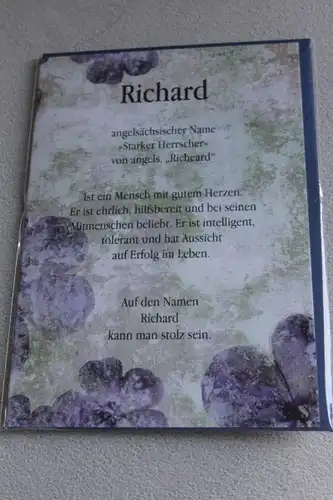 Richard
angelsächsischer Name
»Starker Herrscher«
von angels. „Richeard“
Ist ein Mensch mit gutem Herzen.
Er ist ehrlich, hilfsbereit und bei seinen
Mitmenschen beliebt. Er ist intelligent,
tolerant und hat Aussicht
auf Erfolg im Leben.
Auf den Namen
Richard
kann man stolz sein.